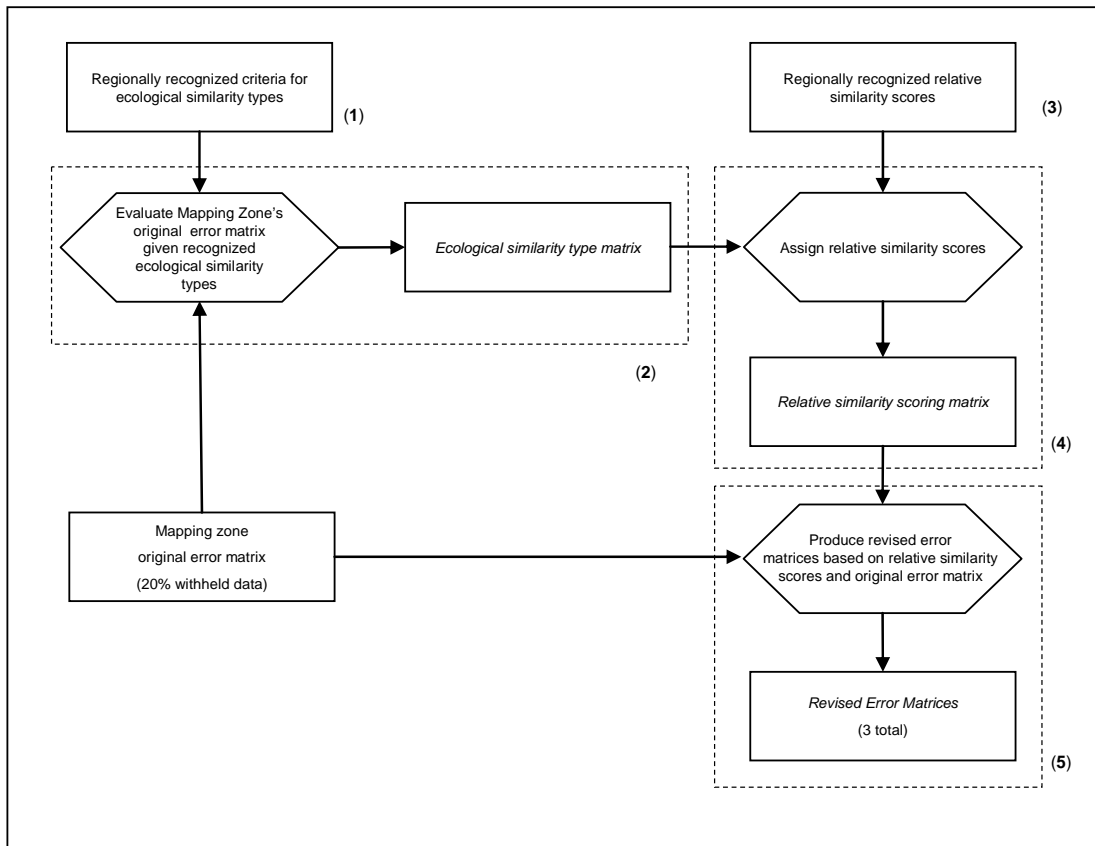 Regionally recognized criteria for
ecological similarity types
(1)
Regionally recognized relative
similarity scores
(3)
Evaluate Mapping Zone's
original error matrix
given recognized
ecological similarity
types
Ecological similarity type matrix
(2)
Assign relative similarity scores
Relative similarity scoring matrix
(4)
Mapping zone
original error matrix
(20% withheld data)
Produce revised error
matrices based on relative similarity
scores and original error matrix
Revised Error Matrices
(3 total)
(5)